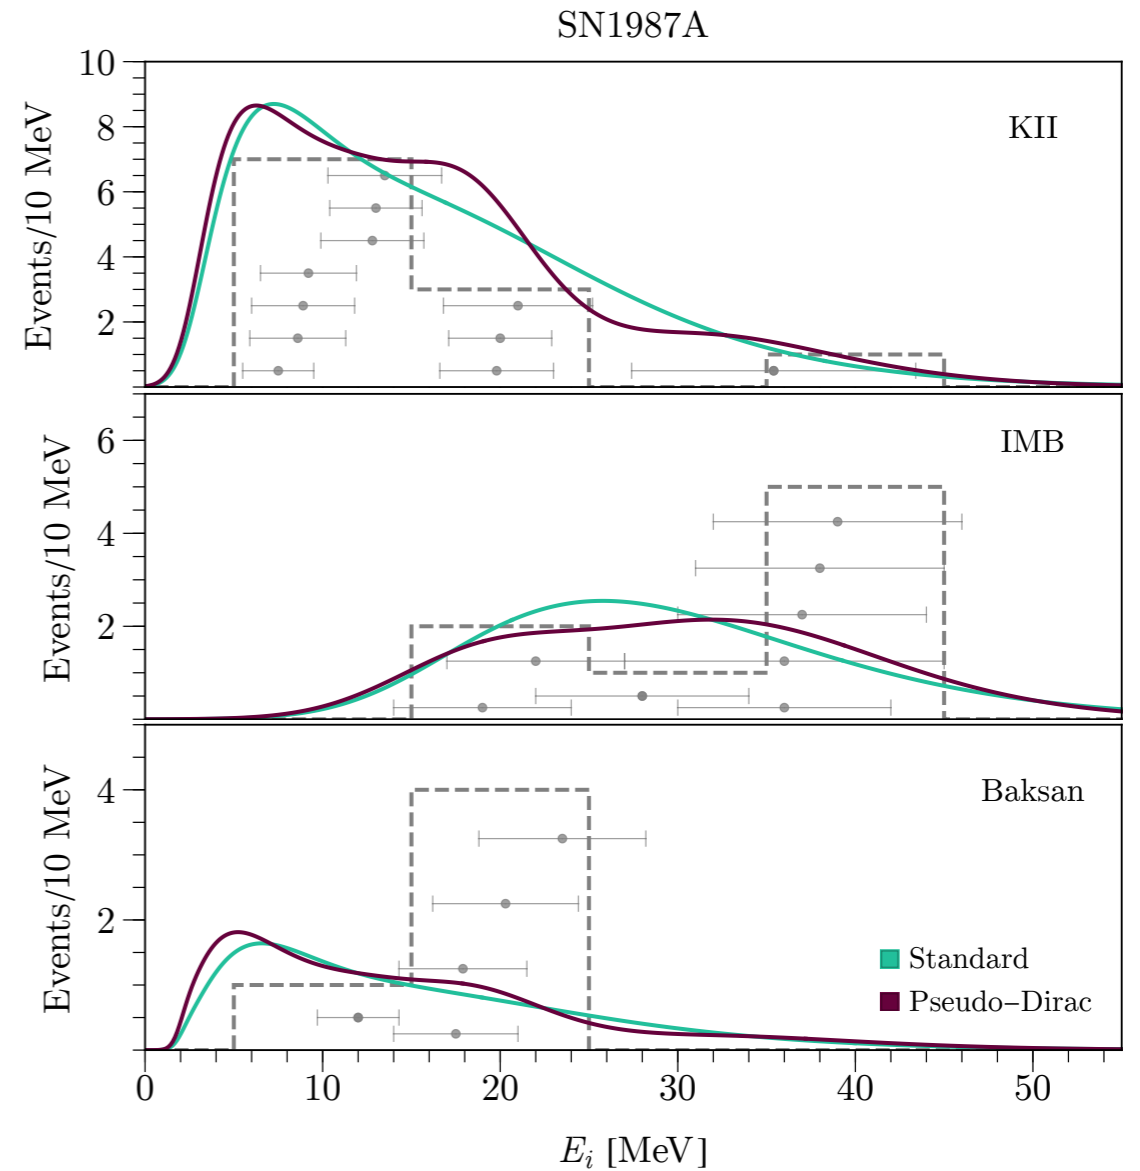 SN1987A
10
8
6
4
2
Events/10 MeV
KII
6
4
2
Events/10 MeV
IMB
4
2
Events/10 MeV
Baksan
Standard
Pseudo−Dirac
0 10 20 30 40 50
E_i [MeV]